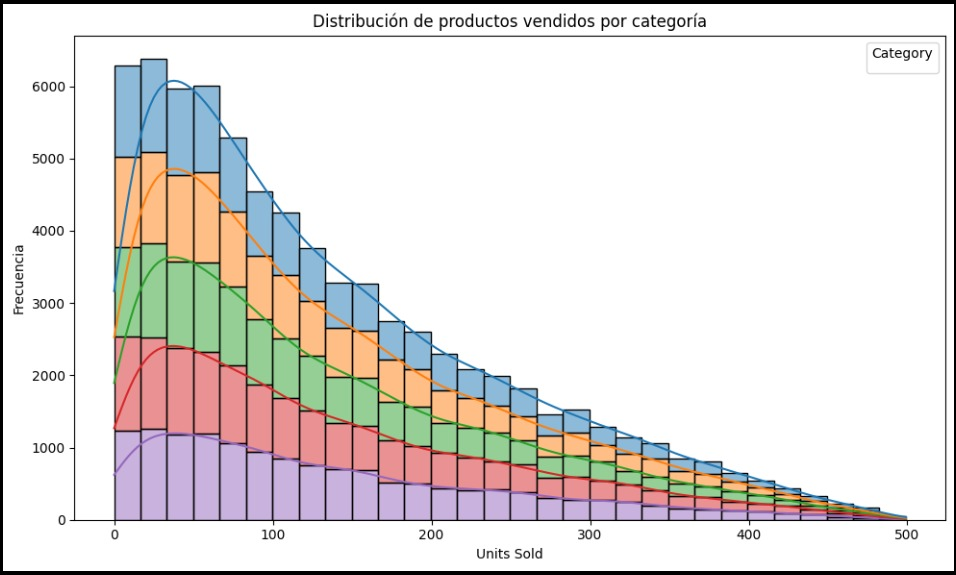 Distribución de productos vendidos por categoría
Category
Frecuencia
6000
5000
4000
3000
2000
1000
0
0 100 200 300 400 500
Units Sold